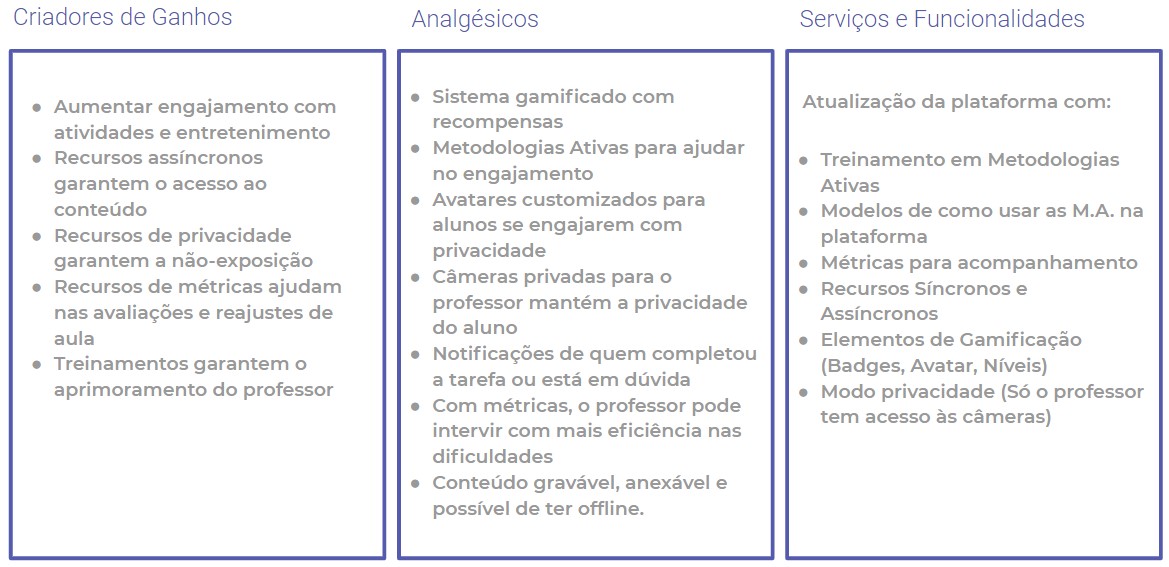 Criadores de Ganhos
● Aumentar engajamento com
atividades e entretenimento
● Recursos assíncronos
garantem o acesso ao
conteúdo
● Recursos de privacidade
garantem a não-exposição
● Recursos de métricas ajudam
nas avaliações e reajustes de
aula
● Treinamentos garantem o
aprimoramento do professor
Analgésicos
● Sistema gamificado com
recompensas
● Metodologias Ativas para ajudar
no engajamento
● Avatares customizados para
alunos se engajarem com
privacidade
● Câmeras privadas para o
professor mantém a privacidade
do aluno
● Notificações de quem completou
a tarefa ou está em dúvida
● Com métricas, o professor pode
intervir com mais eficiência nas
dificuldades
● Conteúdo gravável, anexável e
possível de ter offline.
Serviços e Funcionalidades
Atualização da plataforma com:
● Treinamento em Metodologias
Ativas
● Modelos de como usar as M.A. na
plataforma
● Métricas para acompanhamento
● Recursos Síncronos e
Assíncronos
● Elementos de Gamificação
(Badges, Avatar, Níveis)
● Modo privacidade (Só o professor
tem acesso às câmeras)